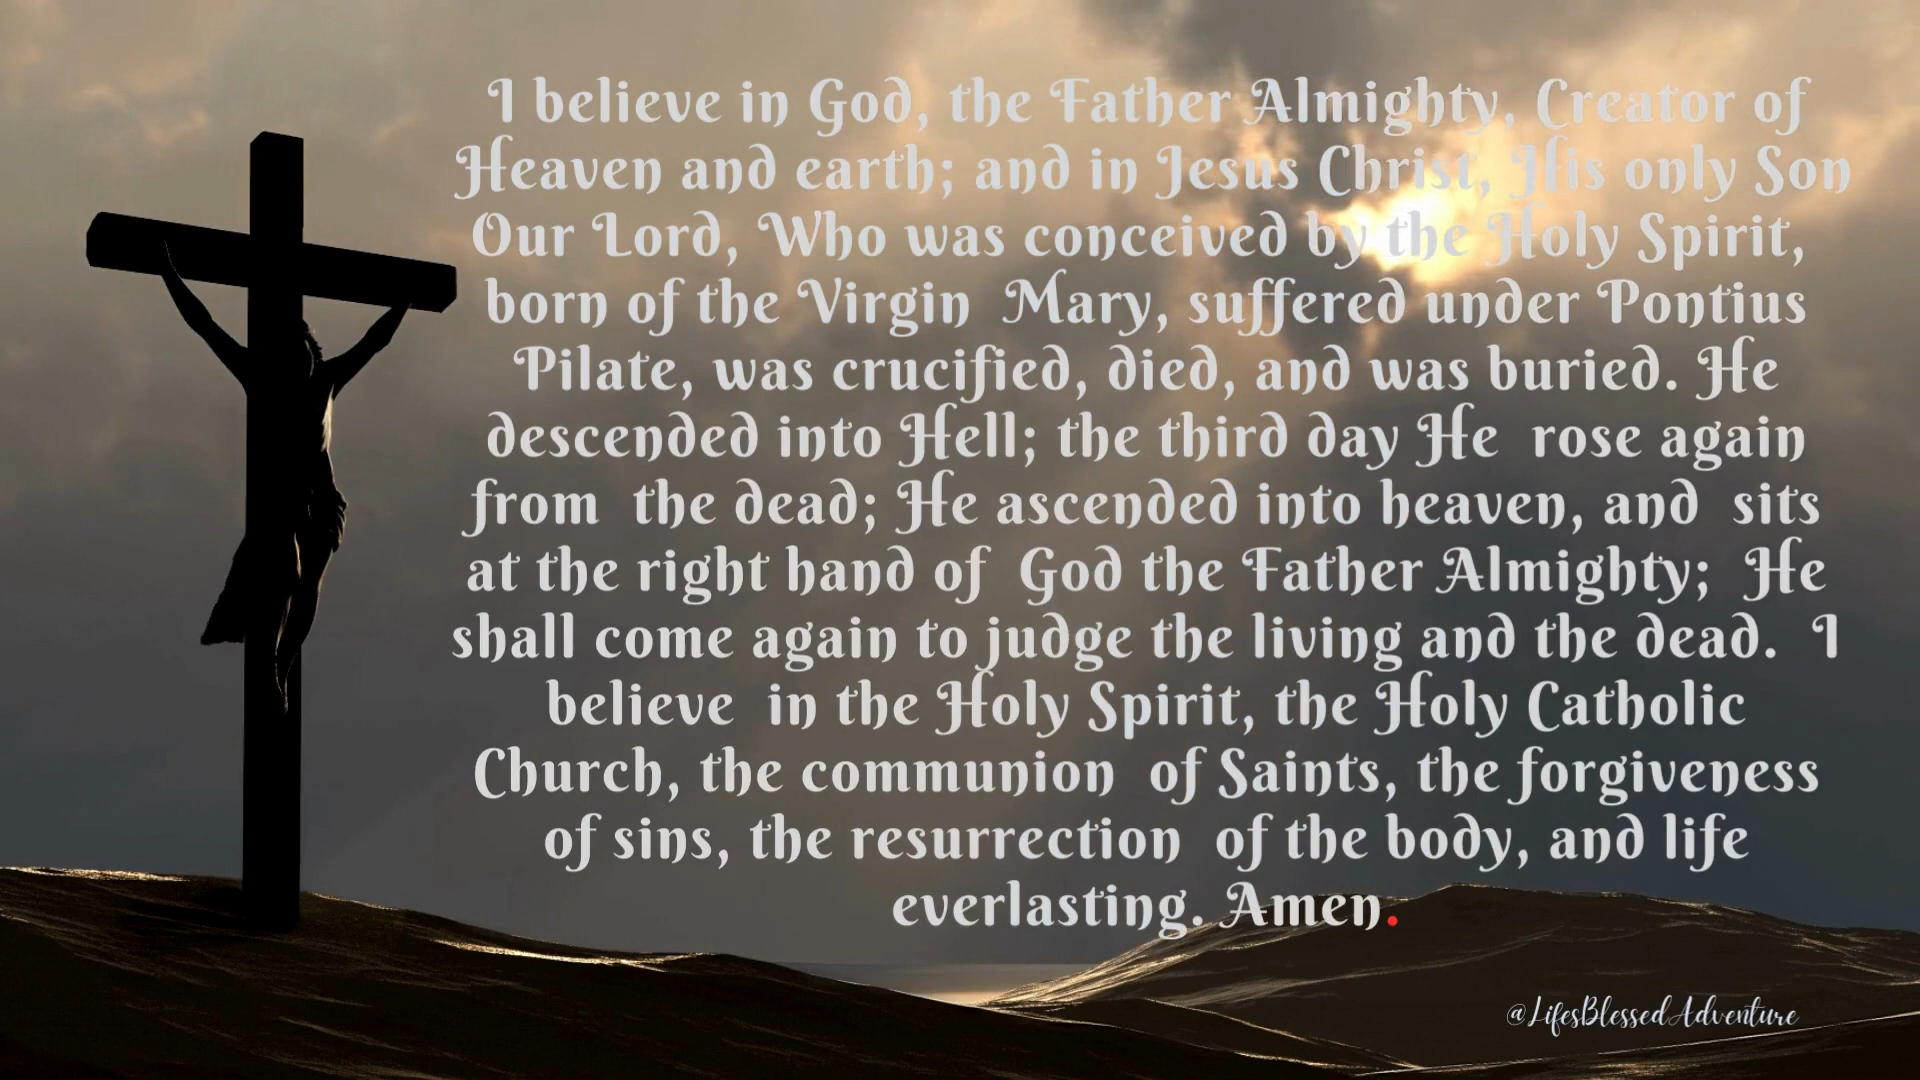 I believe in God, the Father Almighty, Creator of
Heaven and earth; and in Jesus Christ, His only Son
Our Lord, Who was conceived by the Holy Spirit,
born of the Virgin Mary, suffered under Pontius
Pilate, was crucified, died, and was buried. He
descended into Hell; the third day He rose again
from the dead; He ascended into heaven, and sits
at the right hand of God the Father Almighty; He
shall come again to judge the living and the dead. I
believe in the Holy Spirit, the Holy Catholic
Church, the communion of Saints, the forgiveness
of sins, the resurrection of the body, and life
everlasting. Amen.
@LifesBlessedAdventure